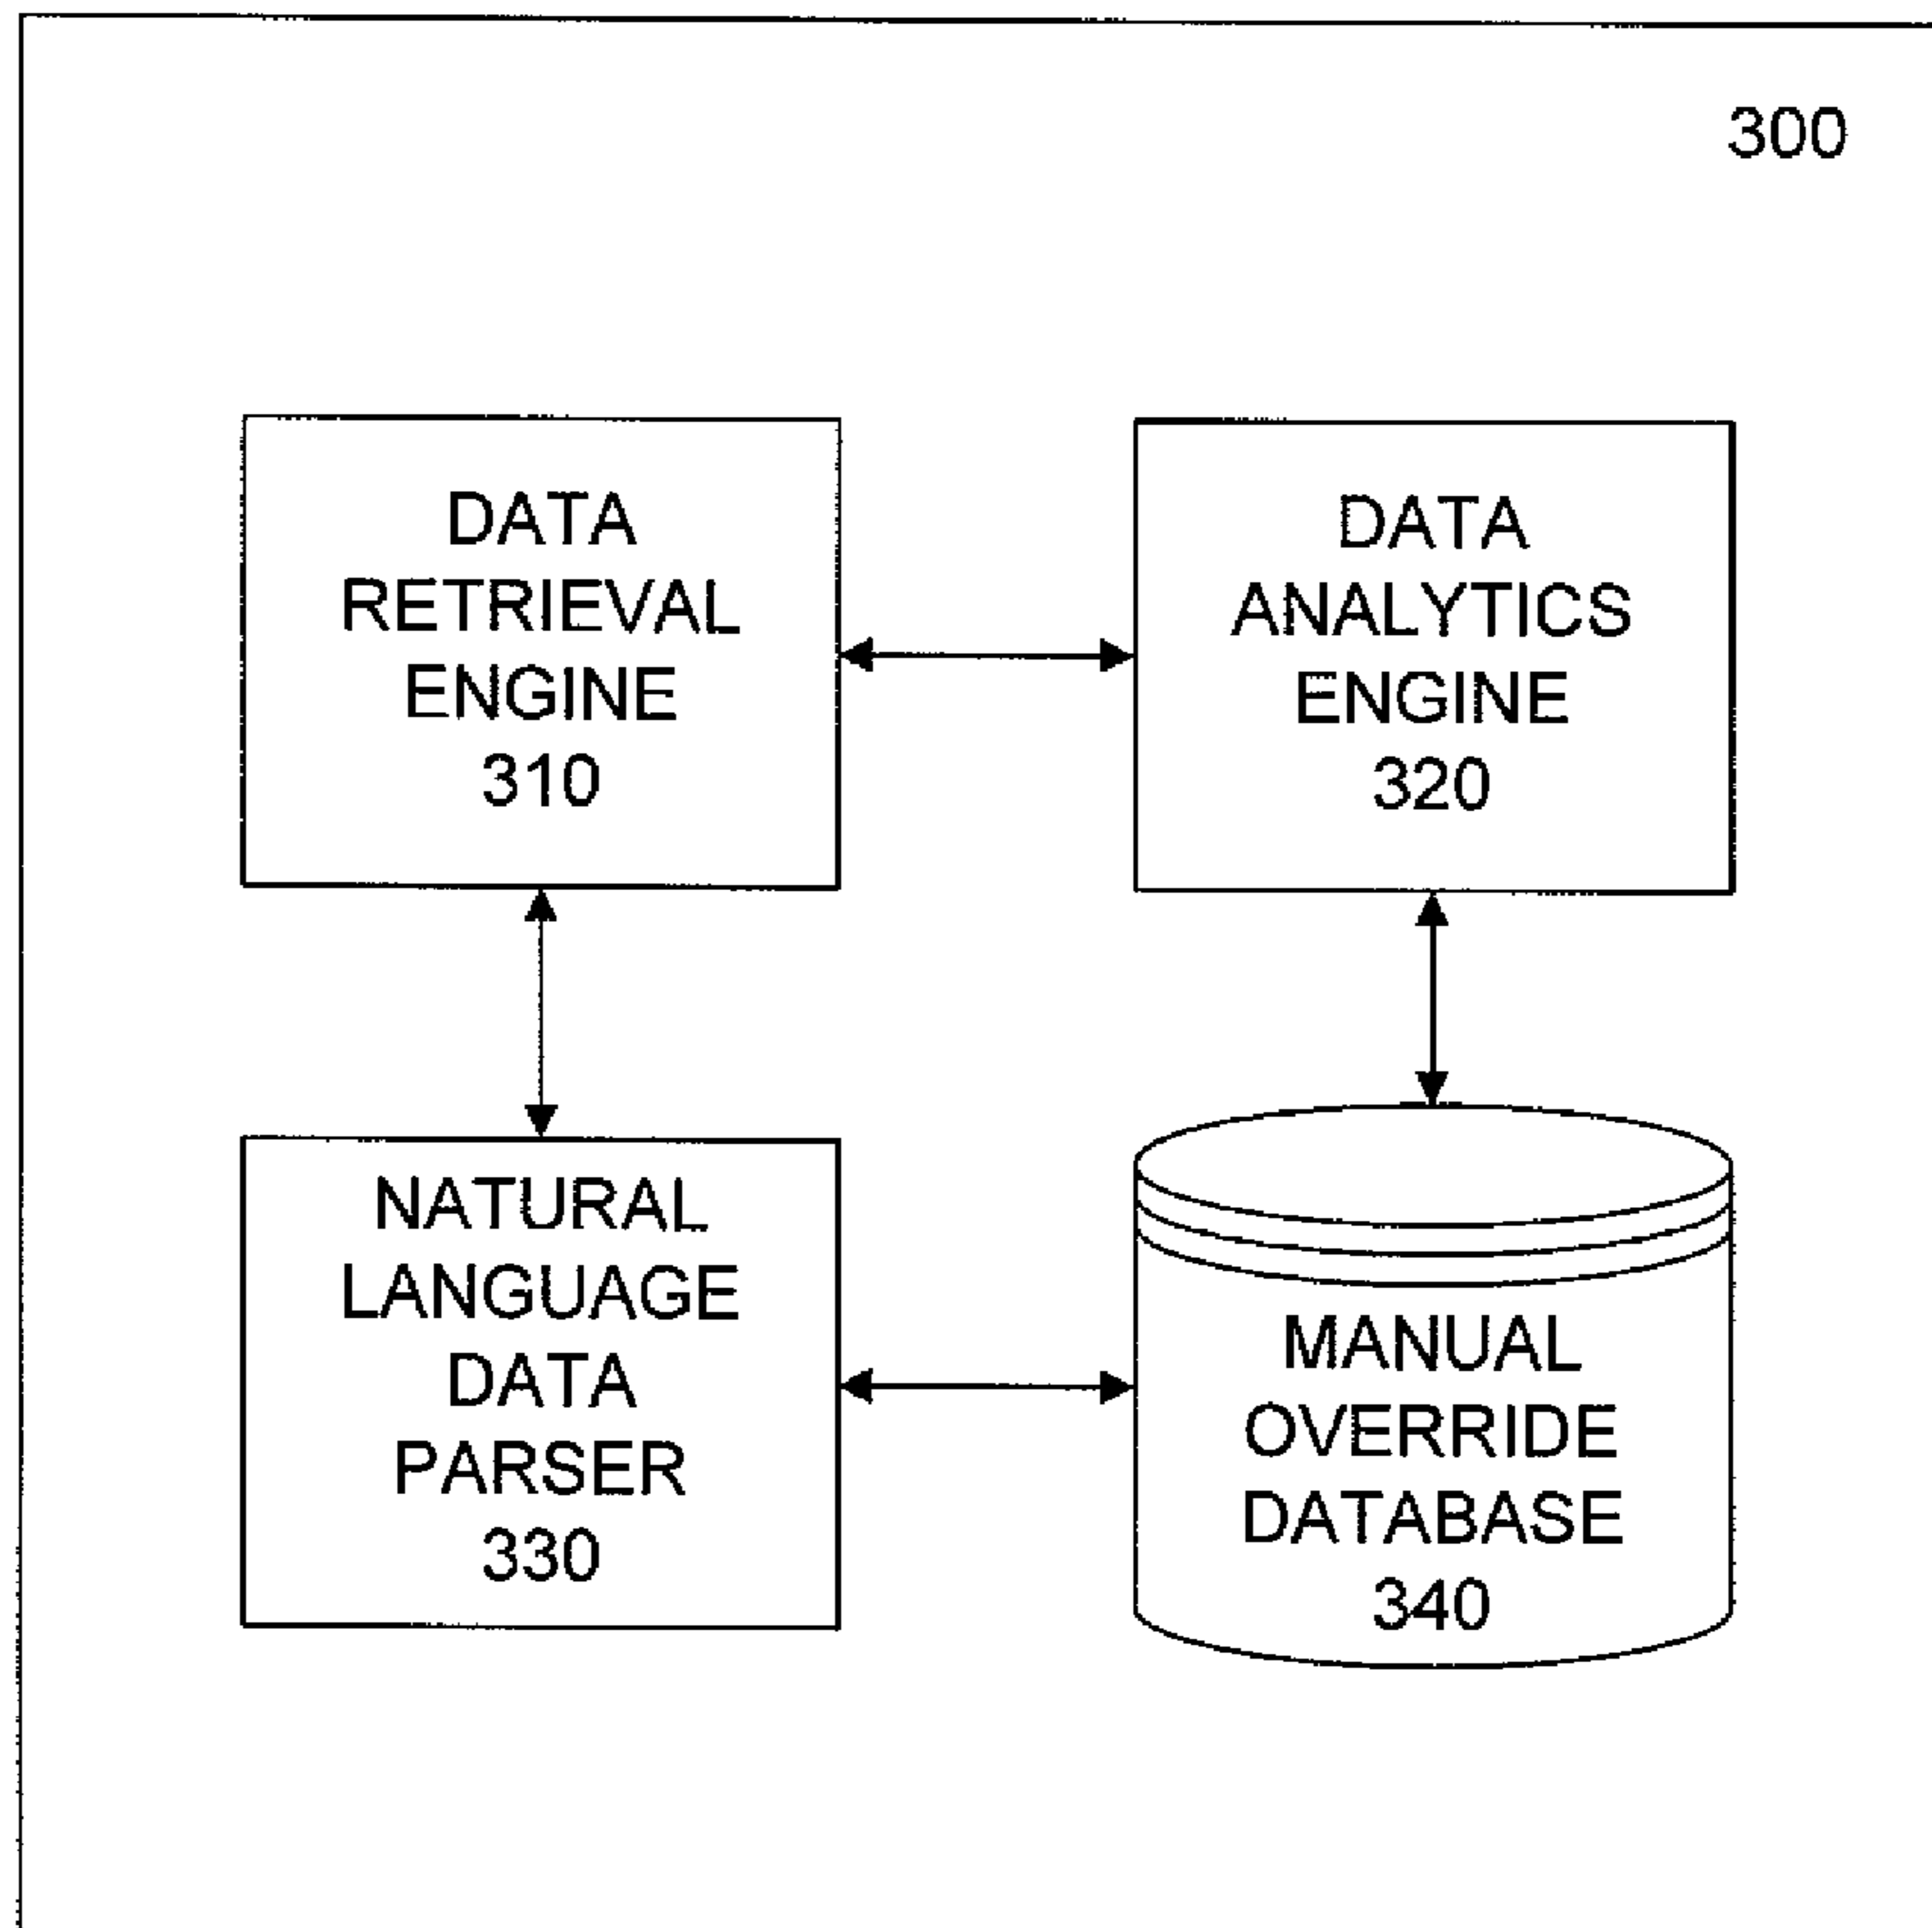 300
DATA
RETRIEVAL
ENGINE
310
DATA
ANALYTICS
ENGINE
320
NATURAL
LANGUAGE
DATA
PARSER
330
MANUAL
OVERRIDE
DATABASE
340